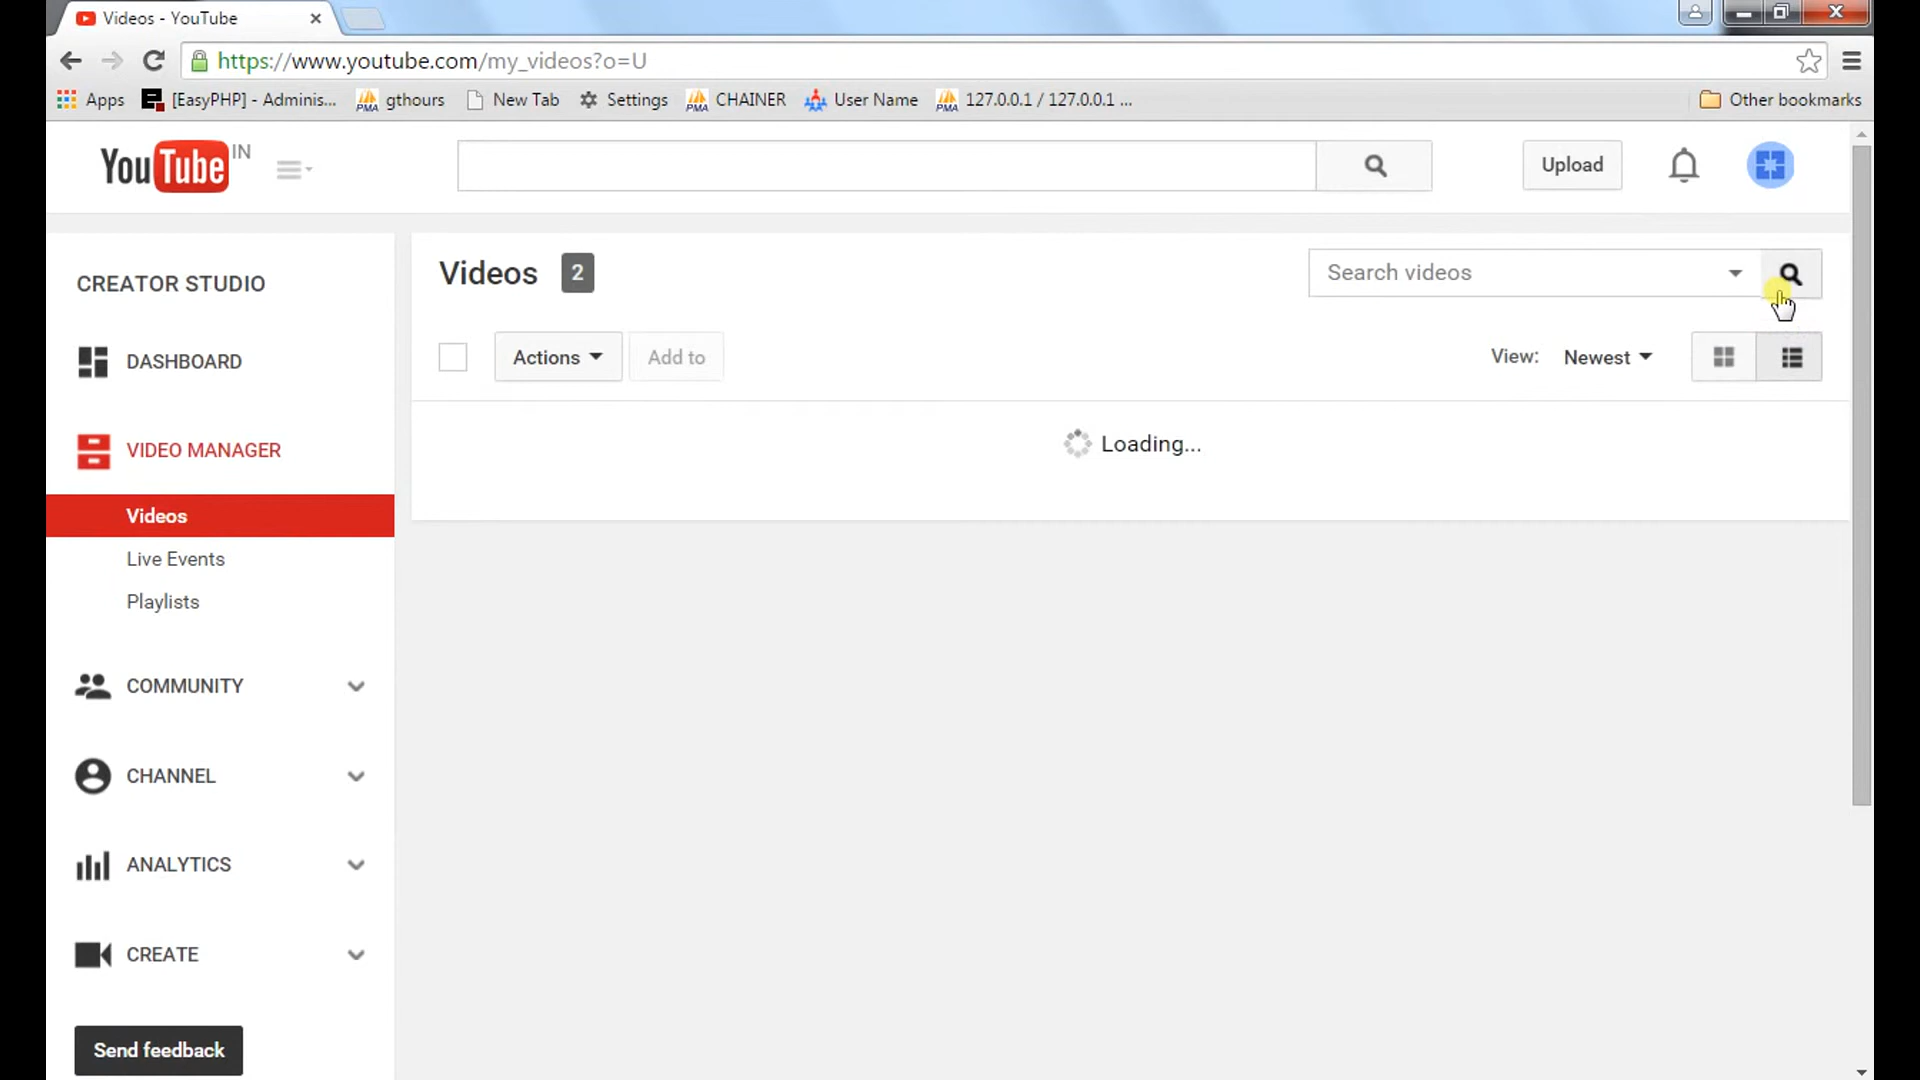 Videos - YouTube
https://www.youtube.com/my_videos?o=U
Apps [EasyPHP] - Adminis... gthours New Tab Settings CHAINER User Name 127.0.0.1 / 127.0.0.1 ... Other bookmarks
YouTube IN
Upload
CREATOR STUDIO
Videos 2
Search videos
DASHBOARD
Actions Add to
View: Newest
VIDEO MANAGER
Loading...
Videos
Live Events
Playlists
COMMUNITY
CHANNEL
ANALYTICS
CREATE
Send feedback